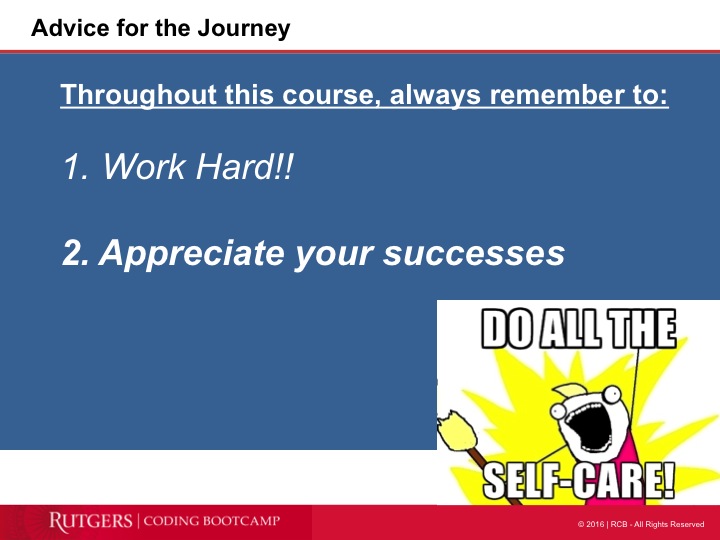 Advice for the Journey
Throughout this course, always remember to:
1. Work Hard!!
2. Appreciate your successes
DO ALL THE
SELF-CARE!
RUTGERS | CODING BOOTCAMP
© 2016 | RCB - All Rights Reserved